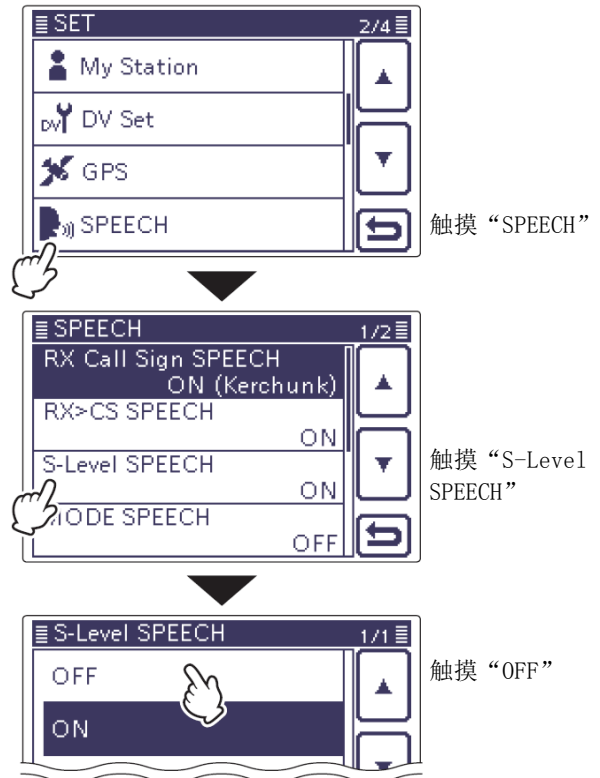 SET 2/4
My Station
DV DV Set
GPS
SPEECH
触摸“SPEECH”
SPEECH 1/2
RX Call Sign SPEECH
ON (Kerchunk)
RX>CS SPEECH
ON
S-Level SPEECH
ON
触摸“S-Level
SPEECH”
MODE SPEECH
OFF
S-Level SPEECH 1/1
OFF
触摸“OFF”
ON